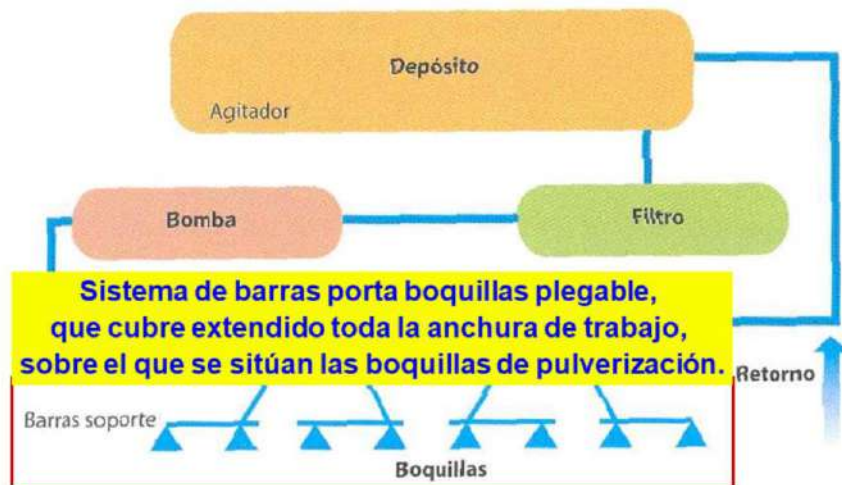 Depósito
Agitador
Bomba
Filtro
Sistema de barras porta boquillas plegable,
que cubre extendido toda la anchura de trabajo,
sobre el que se sitúan las boquillas de pulverización.
Retorno
Barras soporte
Boquillas